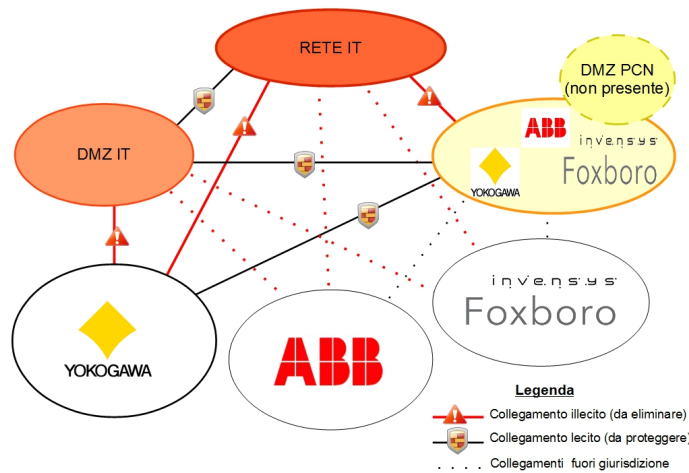 RETE IT
DMZ PCN
(non presente)
ABB
invensys
Foxboro
YOKOGAWA
DMZ IT
invensys
Foxboro
YOKOGAWA
ABB
Legenda
Collegamento illecito (da eliminare)
Collegamento lecito (da proteggere)
Collegamenti fuori giurisdizione